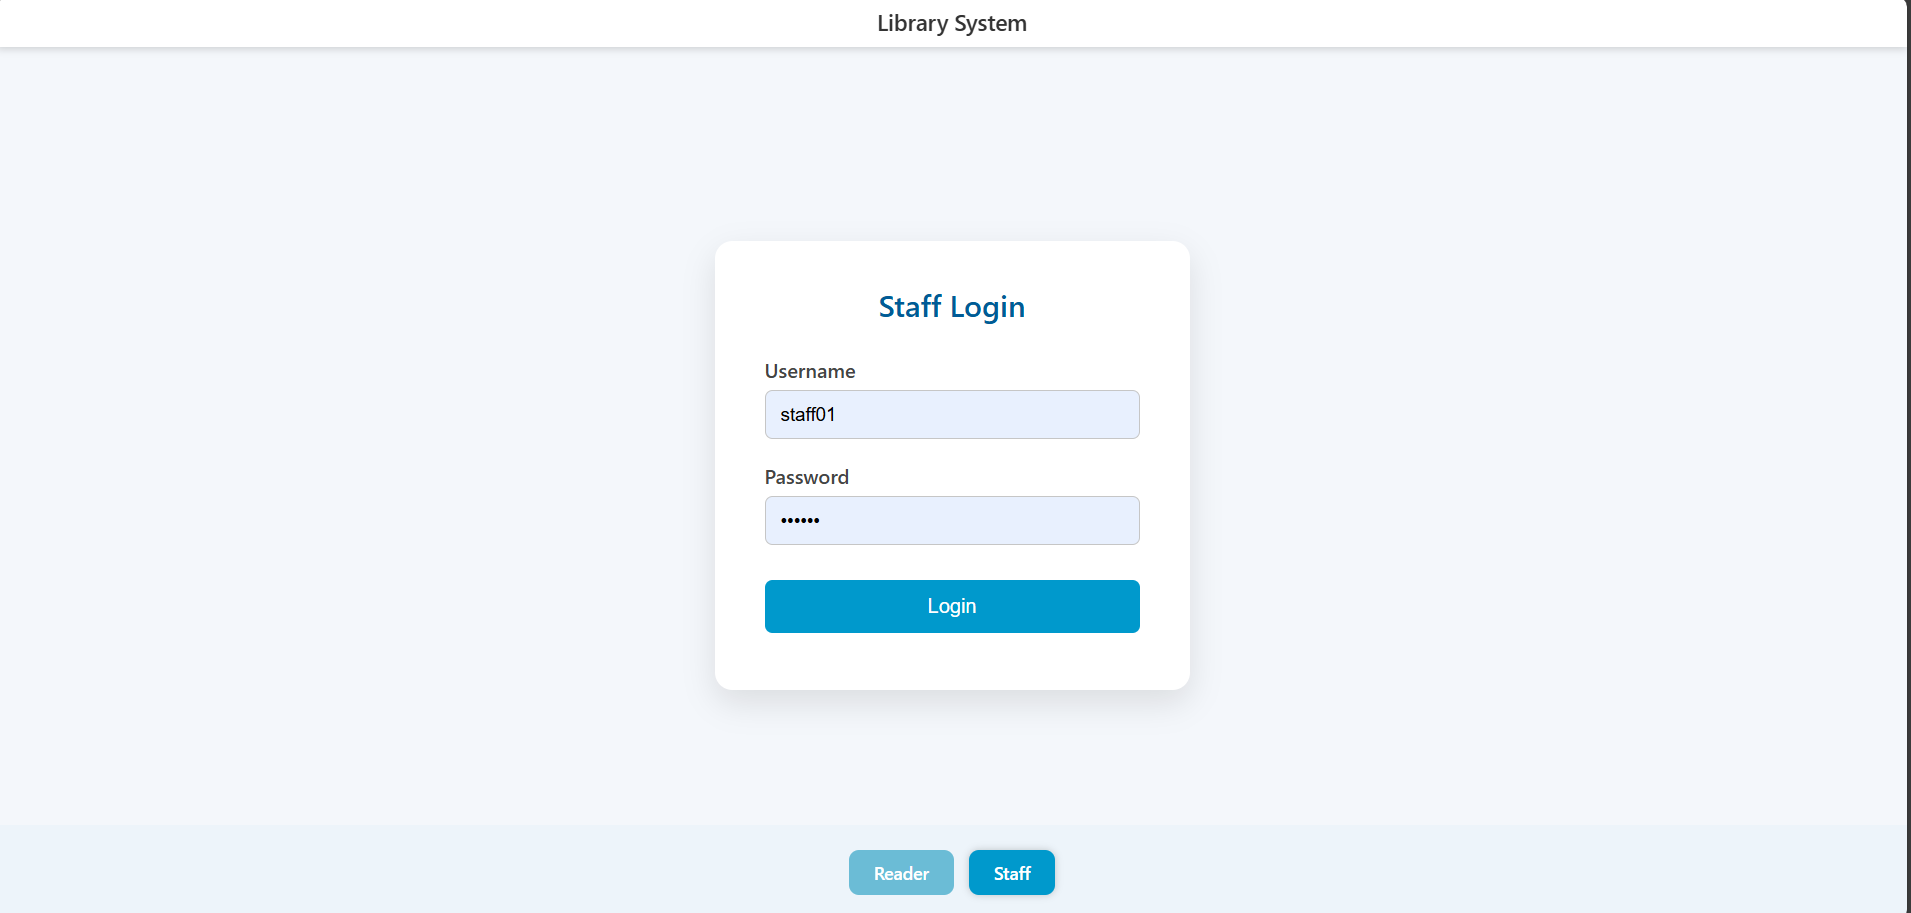 Library System
Staff Login
Username
staff01
Password
••••••
Login
Reader
Staff